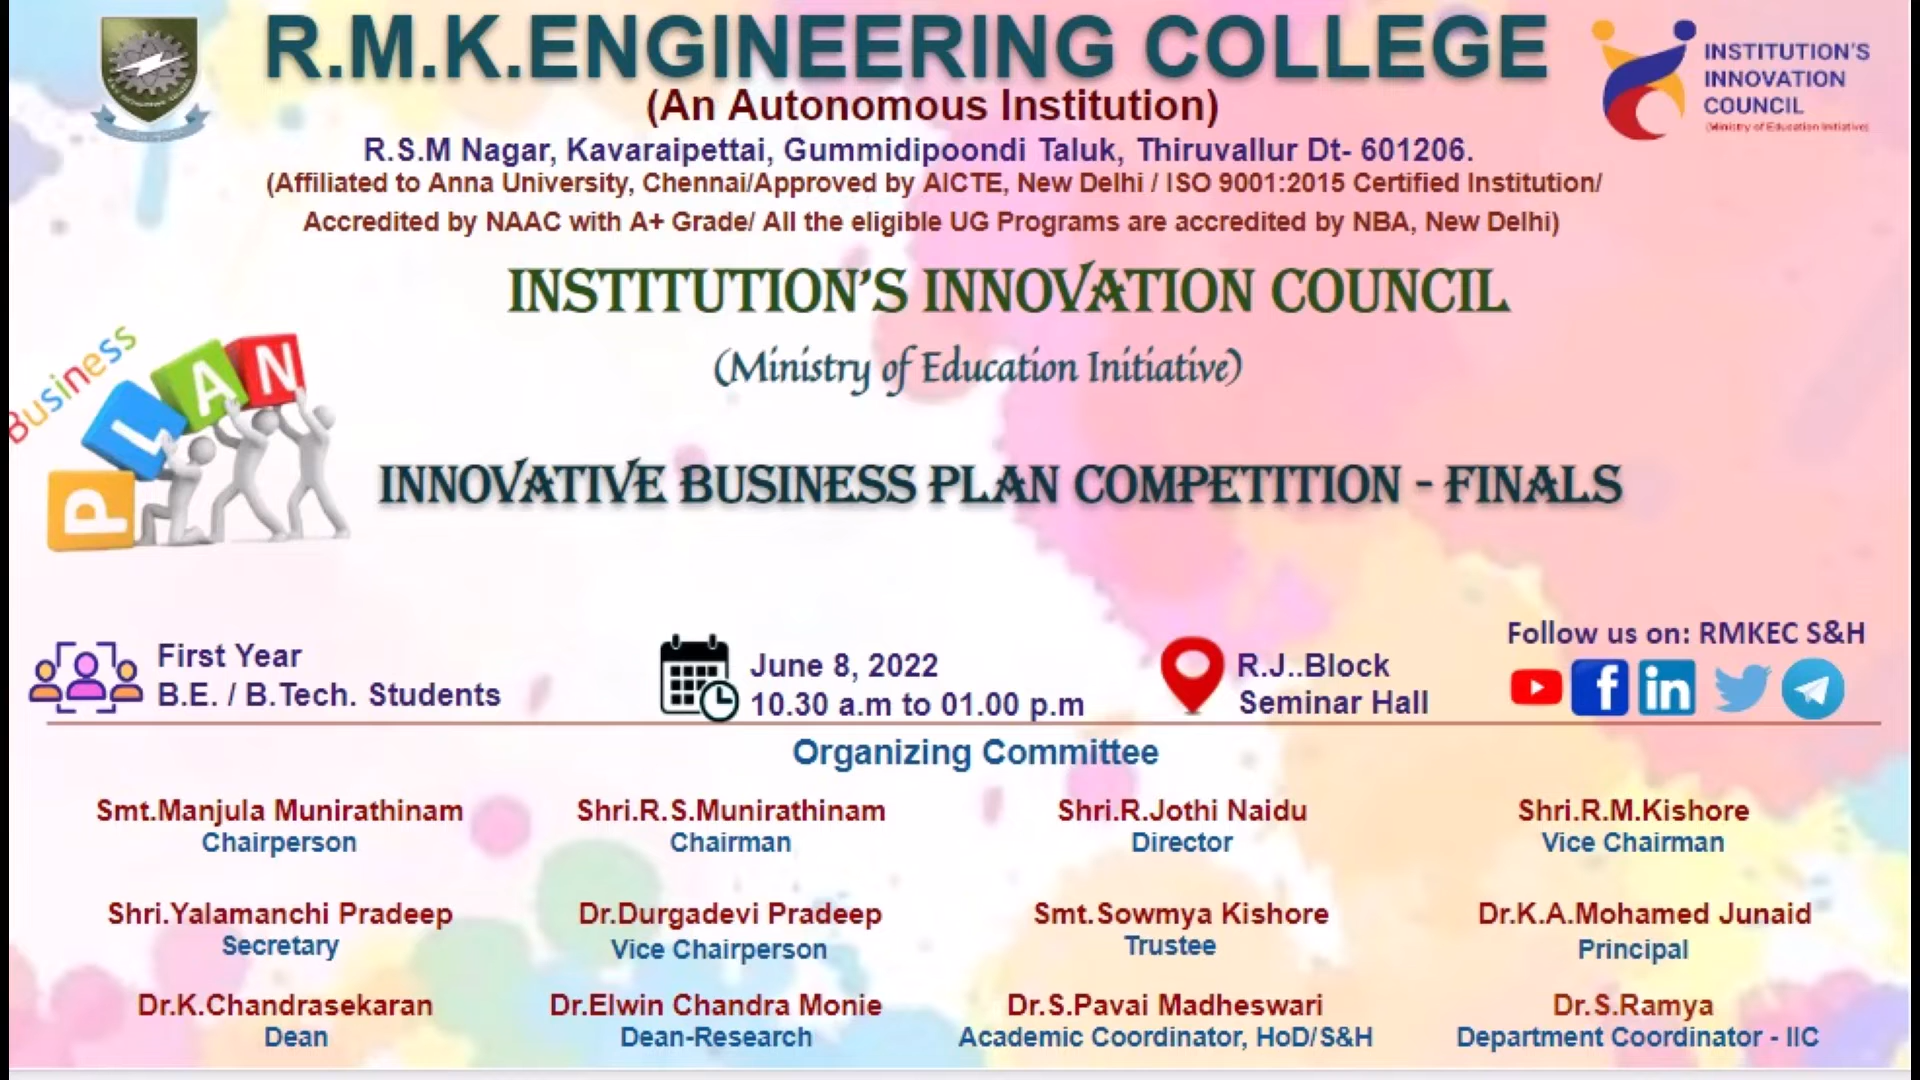 R.M.K.ENGINEERING COLLEGE
(An Autonomous Institution)
R.S.M Nagar, Kavaraipettai, Gummidipoondi Taluk, Thiruvallur Dt- 601206.
(Affiliated to Anna University, Chennai/Approved by AICTE, New Delhi / ISO 9001:2015 Certified Institution/
Accredited by NAAC with A+ Grade/ All the eligible UG Programs are accredited by NBA, New Delhi)
INSTITUTION'S
INNOVATION
COUNCIL
(Ministry of Education Initiative)
INSTITUTION'S INNOVATION COUNCIL
(Ministry of Education Initiative)
Business
PLAN
INNOVATIVE BUSINESS PLAN COMPETITION - FINALS
First Year
B.E. / B.Tech. Students
June 8, 2022
10.30 a.m to 01.00 p.m
R.J..Block
Seminar Hall
Follow us on: RMKEC S&H
f in
Organizing Committee
Smt.Manjula Munirathinam
Chairperson
Shri.R.S.Munirathinam
Chairman
Shri.R.Jothi Naidu
Director
Shri.R.M.Kishore
Vice Chairman
Shri.Yalamanchi Pradeep
Secretary
Dr.Durgadevi Pradeep
Vice Chairperson
Smt.Sowmya Kishore
Trustee
Dr.K.A.Mohamed Junaid
Principal
Dr.K.Chandrasekaran
Dean
Dr.Elwin Chandra Monie
Dean-Research
Dr.S.Pavai Madheswari
Academic Coordinator, HoD/S&H
Dr.S.Ramya
Department Coordinator - IIC